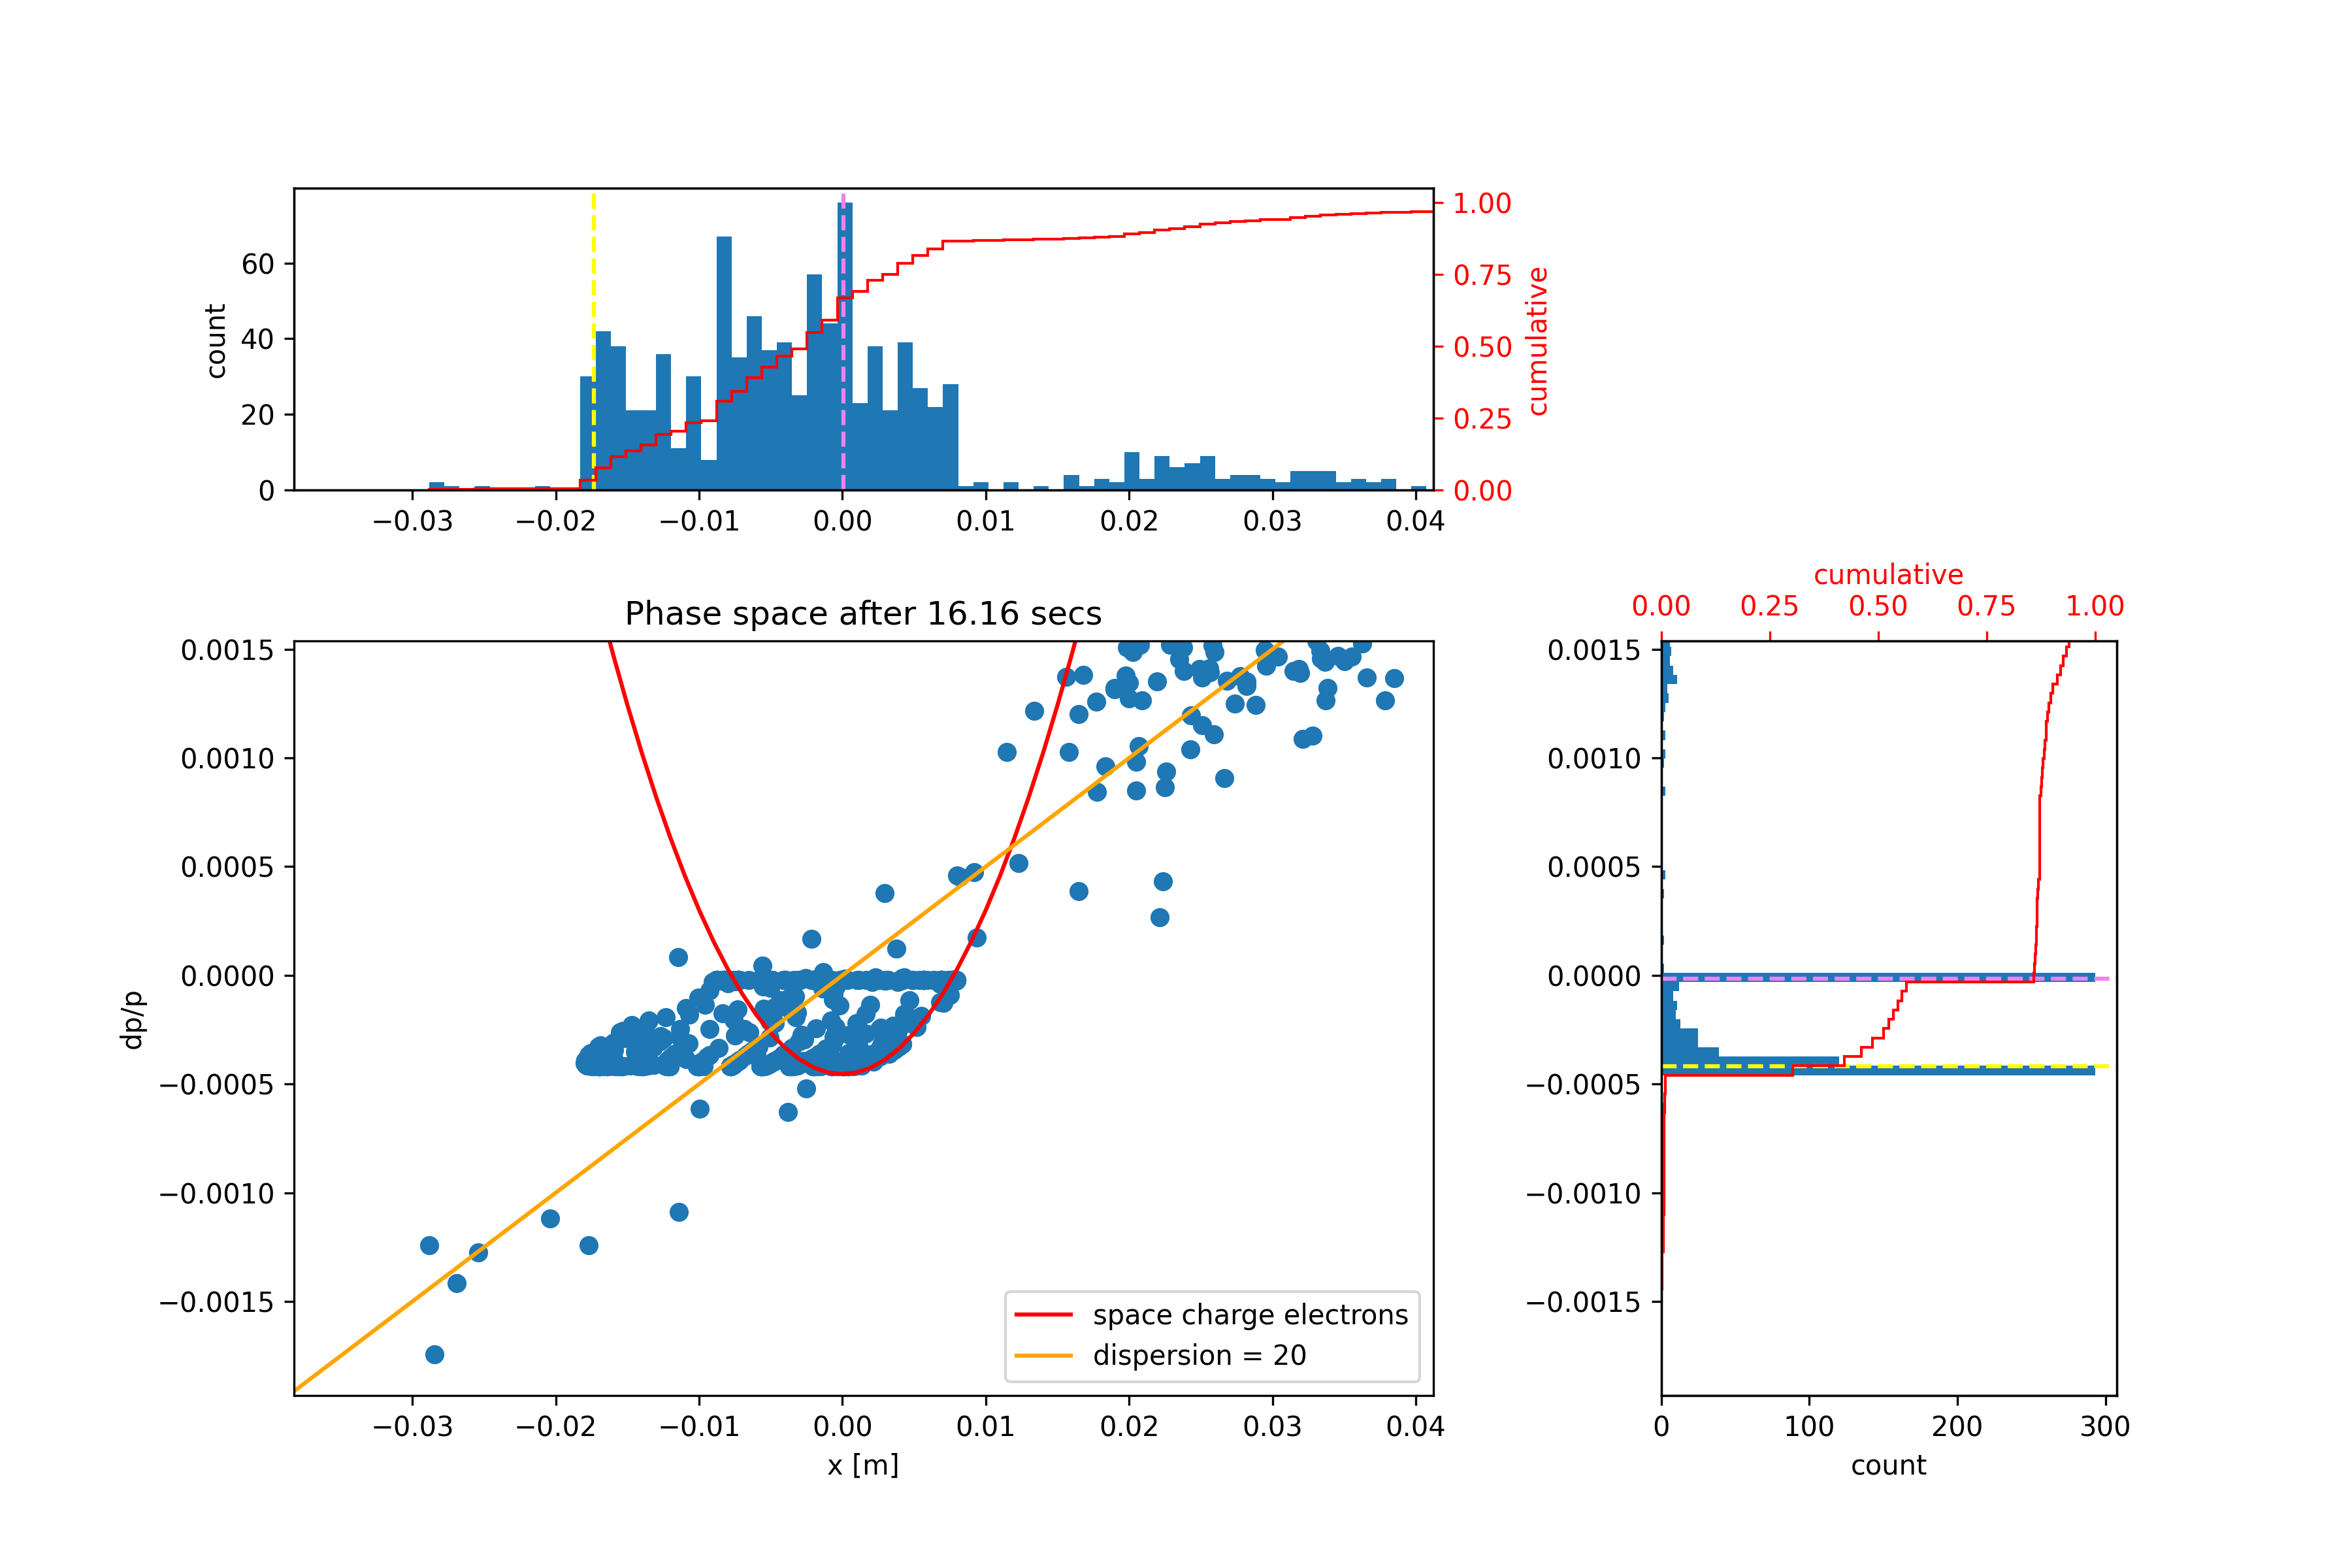 count
60
40
20
0
1.00
0.75
0.50
0.25
0.00
cumulative
−0.03 −0.02 −0.01 0.00 0.01 0.02 0.03 0.04
Phase space after 16.16 secs
dp/p
0.0015
0.0010
0.0005
0.0000
−0.0005
−0.0010
−0.0015
space charge electrons
dispersion = 20
−0.03 −0.02 −0.01 0.00 0.01 0.02 0.03 0.04
x [m]
cumulative
0.00 0.25 0.50 0.75 1.00
0.0015
0.0010
0.0005
0.0000
−0.0005
−0.0010
−0.0015
0 100 200 300
count